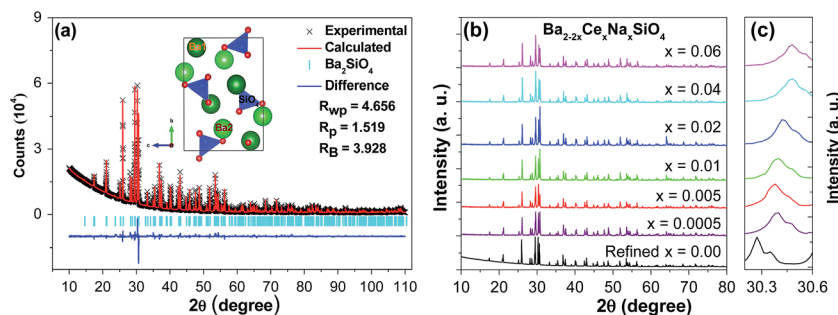 (a)
Experimental
Calculated
Ba2SiO4
Difference
Rwp = 4.656
Rp = 1.519
RB = 3.928
Ba1
SiO4
Ba2
b
c
9
6
3
0
Counts (10^4)
10 20 30 40 50 60 70 80 90 100 110
2θ (degree)
(b)
Ba2-2xCexNaxSiO4
x = 0.06
x = 0.04
x = 0.02
x = 0.01
x = 0.005
x = 0.0005
Refined x = 0.00
Intensity (a. u.)
10 20 30 40 50 60 70 80
2θ (degree)
(c)
Intensity (a. u.)
30.3 30.6